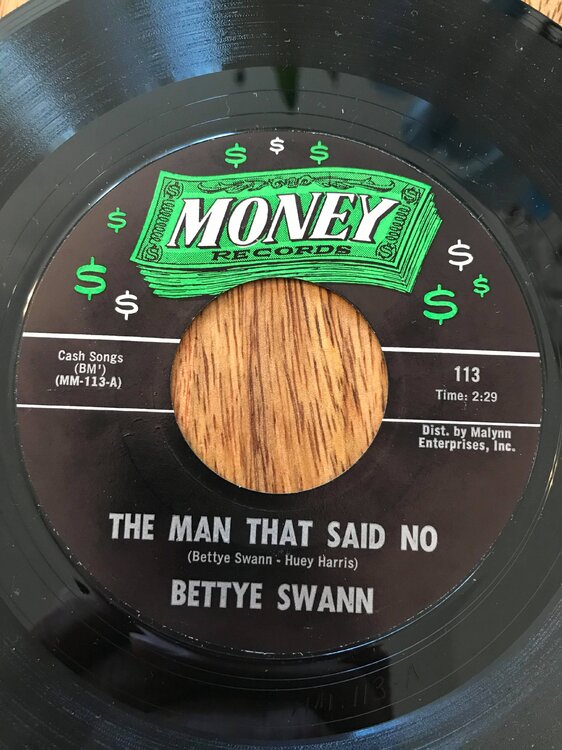 $ $ $
MONEY
RECORDS
$ $ $ $ $ $
Cash Songs
(BM')
(MM-113-A)
113
Time: 2:29
Dist. by Malynn
Enterprises, Inc.
THE MAN THAT SAID NO
(Bettye Swann - Huey Harris)
BETTYE SWANN